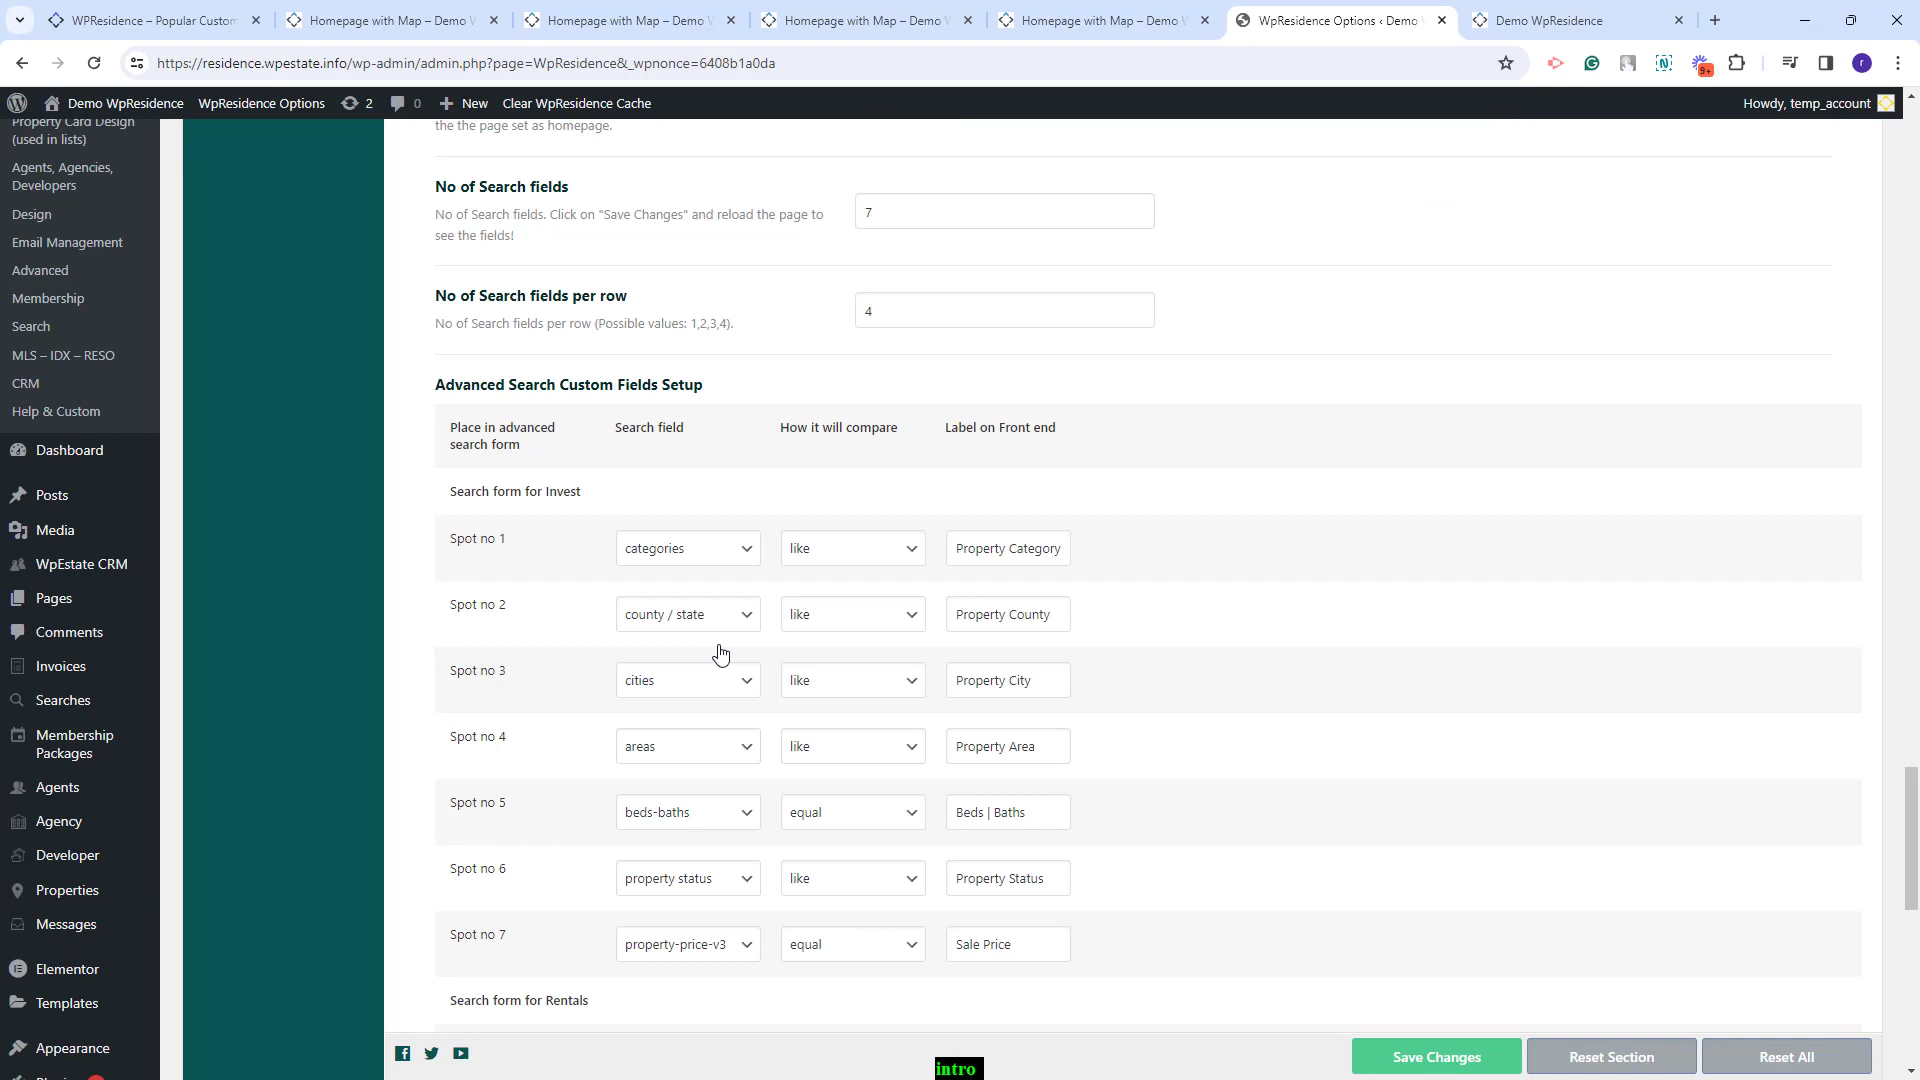 WPResidence – Popular Custom
Homepage with Map – Demo V
Homepage with Map – Demo V
Homepage with Map – Demo V
Homepage with Map – Demo V
WpResidence Options ‹ Demo
Demo WpResidence
https://residence.wpestate.info/wp-admin/admin.php?page=WpResidence&_wpnonce=6408b1a0da
9+
r
Demo WpResidence
WpResidence Options
2
0
New
Clear WpResidence Cache
Howdy, temp_account
Property Card Design
(used in lists)
Agents, Agencies,
Developers
Design
Email Management
Advanced
Membership
Search
MLS – IDX – RESO
CRM
Help & Custom
Dashboard
Posts
Media
WpEstate CRM
Pages
Comments
Invoices
Searches
Membership
Packages
Agents
Agency
Developer
Properties
Messages
Elementor
Templates
Appearance
the the page set as homepage.
No of Search fields
No of Search fields. Click on "Save Changes" and reload the page to
see the fields!
7
No of Search fields per row
No of Search fields per row (Possible values: 1,2,3,4).
4
Advanced Search Custom Fields Setup
Place in advanced
search form
Search field
How it will compare
Label on Front end
Search form for Invest
Spot no 1
categories
like
Property Category
Spot no 2
county / state
like
Property County
Spot no 3
cities
like
Property City
Spot no 4
areas
like
Property Area
Spot no 5
beds-baths
equal
Beds | Baths
Spot no 6
property status
like
Property Status
Spot no 7
property-price-v3
equal
Sale Price
Search form for Rentals
intro
Save Changes
Reset Section
Reset All